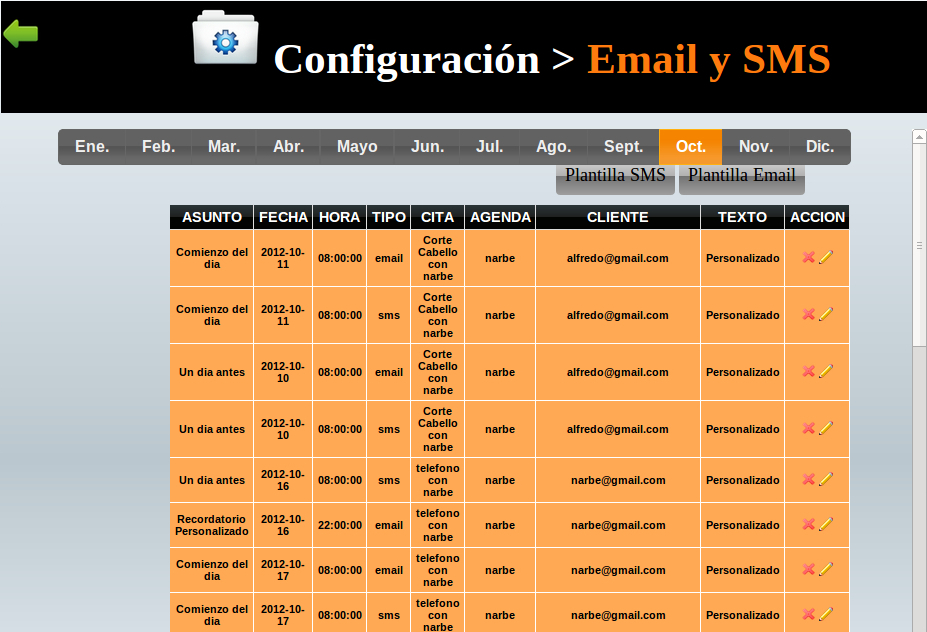 Configuración > Email y SMS
Ene. Feb. Mar. Abr. Mayo Jun. Jul. Ago. Sept. Oct. Nov. Dic.
Plantilla SMS Plantilla Email
ASUNTO FECHA HORA TIPO CITA AGENDA CLIENTE TEXTO ACCION
Comienzo del dia 2012-10-11 08:00:00 email Corte Cabello con narbe narbe alfredo@gmail.com Personalizado
Comienzo del dia 2012-10-11 08:00:00 sms Corte Cabello con narbe narbe alfredo@gmail.com Personalizado
Un dia antes 2012-10-10 08:00:00 email Corte Cabello con narbe narbe alfredo@gmail.com Personalizado
Un dia antes 2012-10-10 08:00:00 sms Corte Cabello con narbe narbe alfredo@gmail.com Personalizado
Un dia antes 2012-10-16 08:00:00 sms telefono con narbe narbe narbe@gmail.com Personalizado
Recordatorio Personalizado 2012-10-16 22:00:00 email telefono con narbe narbe narbe@gmail.com Personalizado
Comienzo del dia 2012-10-17 08:00:00 email telefono con narbe narbe narbe@gmail.com Personalizado
Comienzo del dia 2012-10-17 08:00:00 sms telefono con narbe narbe narbe@gmail.com Personalizado